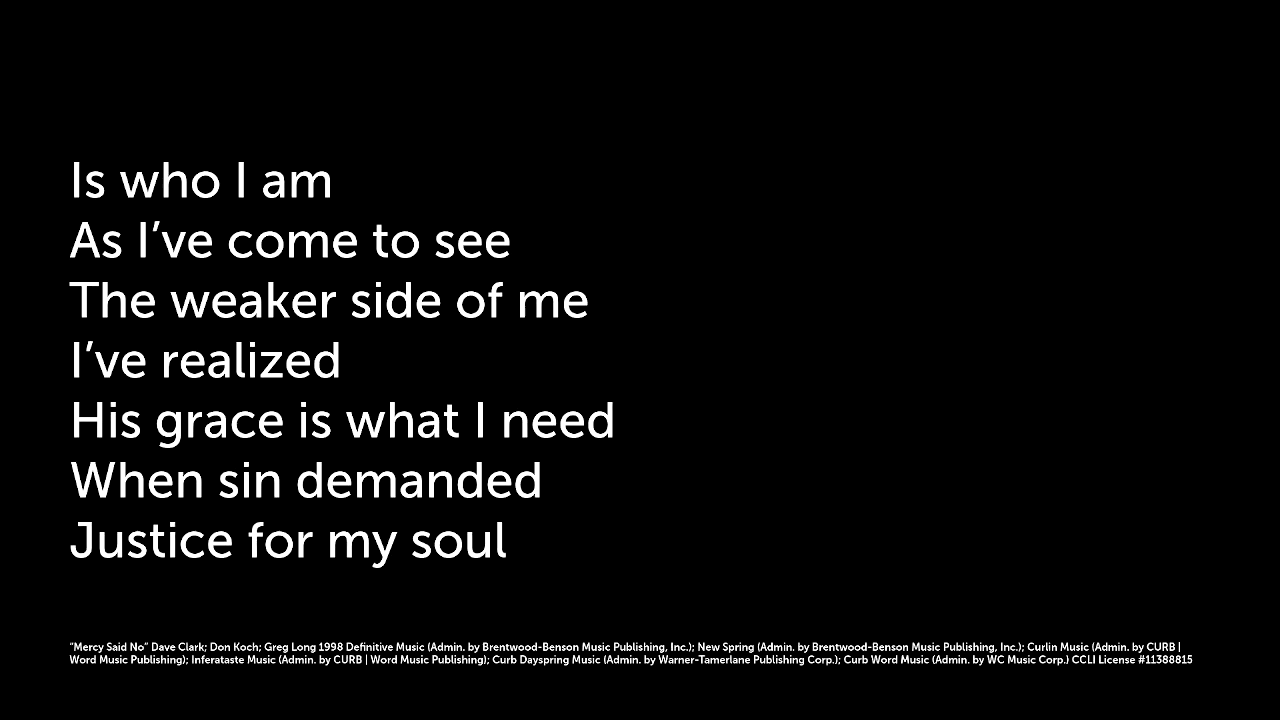 Is who I am
As I’ve come to see
The weaker side of me
I’ve realized
His grace is what I need
When sin demanded
Justice for my soul
“Mercy Said No” Dave Clark; Don Koch; Greg Long 1998 Definitive Music (Admin. by Brentwood-Benson Music Publishing, Inc.); New Spring (Admin. by Brentwood-Benson Music Publishing, Inc.); Curlin Music (Admin. by CURB |
Word Music Publishing); Inferataste Music (Admin. by CURB | Word Music Publishing); Curb Dayspring Music (Admin. by Warner-Tamerlane Publishing Corp.); Curb Word Music (Admin. by WC Music Corp.) CCLI License #11388815